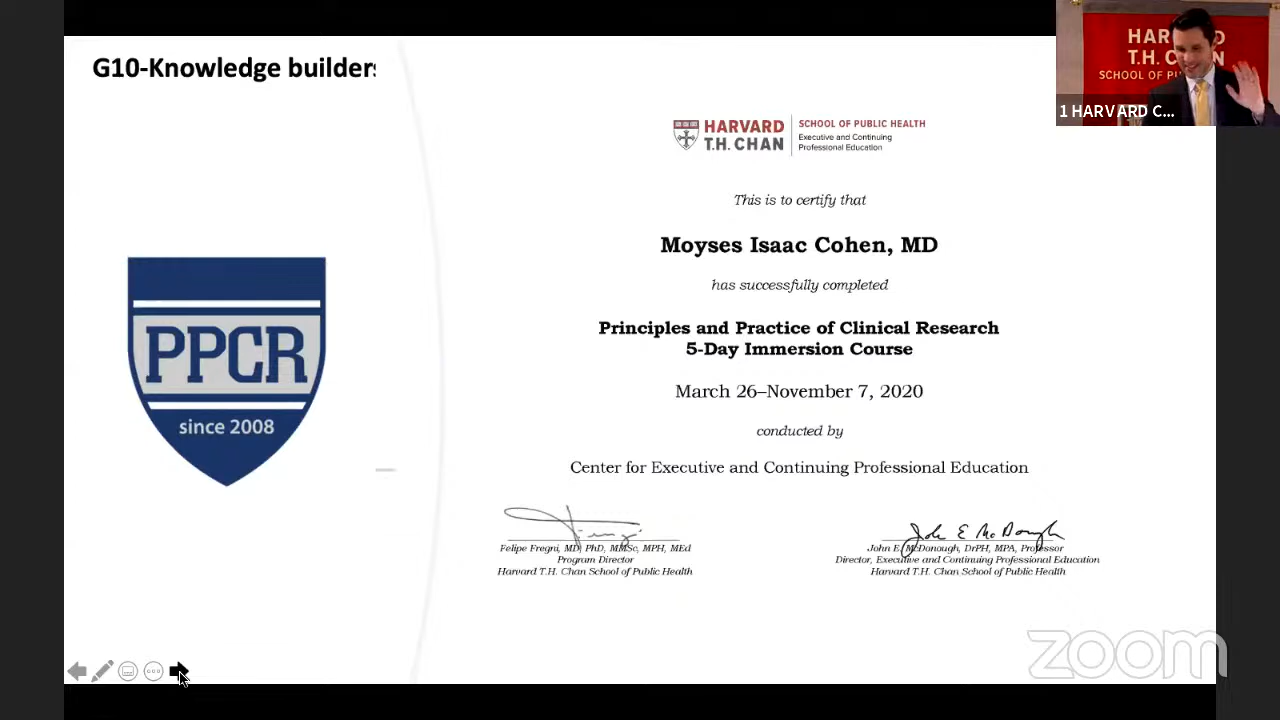 G10-Knowledge builders
HARVARD
T.H. CHAN
SCHOOL OF PUBLIC HEALTH
Executive and Continuing
Professional Education
This is to certify that
Moyses Isaac Cohen, MD
has successfully completed
Principles and Practice of Clinical Research
5-Day Immersion Course
March 26–November 7, 2020
conducted by
Center for Executive and Continuing Professional Education
Felipe Fregni, MD, PhD, MMSc, MPH, MEd
Program Director
Harvard T.H. Chan School of Public Health
John E McDonough
John E. McDonough, DrPH, MPA, Professor
Director, Executive and Continuing Professional Education
Harvard T.H. Chan School of Public Health
PPCR
since 2008
HAR
T.H. C
SCHOOL OF
1 HARVARD C...
zoom